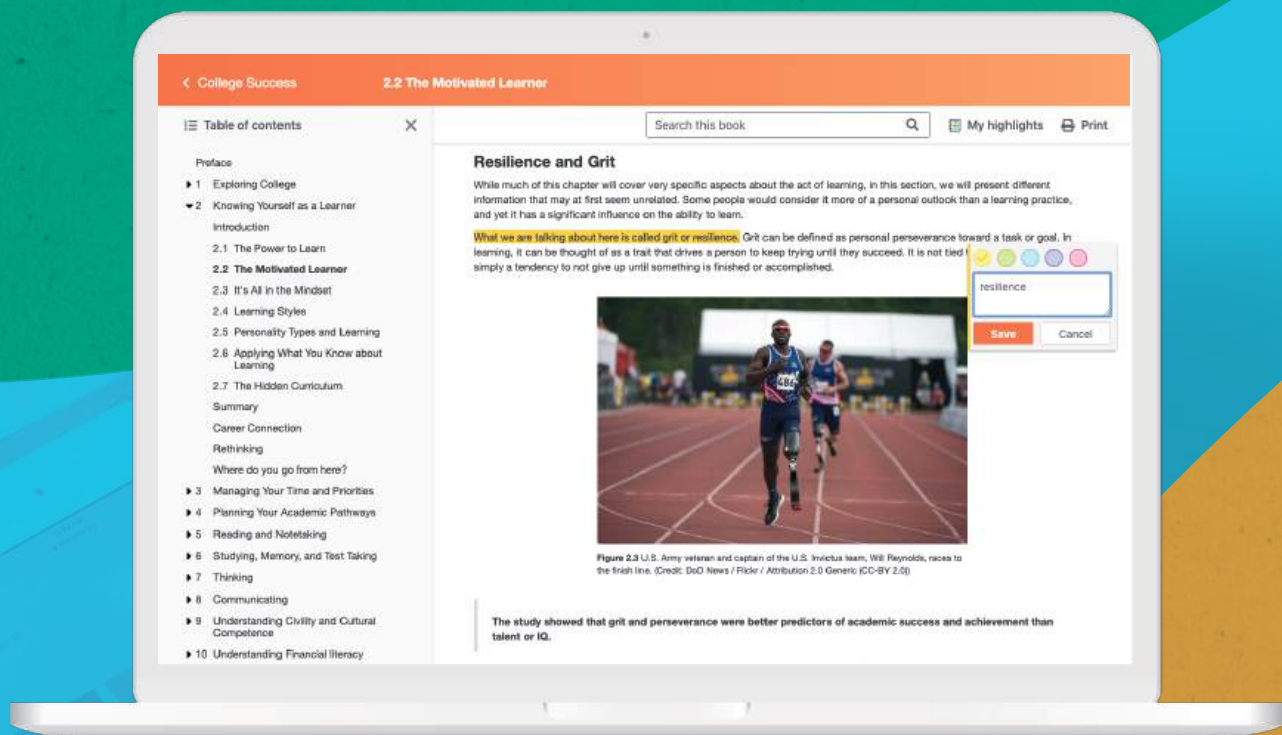 College Success
2.2 The Motivated Learner
Table of contents
Search this book
My highlights
Print
Preface
1 Exploring College
2 Knowing Yourself as a Learner
Introduction
2.1 The Power to Learn
2.2 The Motivated Learner
2.3 It's All in the Mindset
2.4 Learning Styles
2.5 Personality Types and Learning
2.6 Applying What You Know about
Learning
2.7 The Hidden Curriculum
Summary
Career Connection
Rethinking
Where do you go from here?
3 Managing Your Time and Priorities
4 Planning Your Academic Pathways
5 Reading and Notetaking
6 Studying, Memory, and Test Taking
7 Thinking
8 Communicating
9 Understanding Civility and Cultural
Competence
10 Understanding Financial literacy
Resilience and Grit
While much of this chapter will cover very specific aspects about the act of learning, in this section, we will present different
information that may at first seem unrelated. Some people would consider it more of a personal outlook than a learning practice,
and yet it has a significant influence on the ability to learn.
What we are talking about here is called grit or resilience. Grit can be defined as personal perseverance toward a task or goal. In
learning, it can be thought of as a trait that drives a person to keep trying until they succeed. It is not tied
simply a tendency to not give up until something is finished or accomplished.
resilience
Save
Cancel
484
Figure 2.3 U.S. Army veteran and captain of the U.S. Invictus team, Will Reynolds, races to
the finish line. (Credit: DoD News / Flickr / Attribution 2.0 Generic (CC-BY 2.0))
The study showed that grit and perseverance were better predictors of academic success and achievement than
talent or IQ.